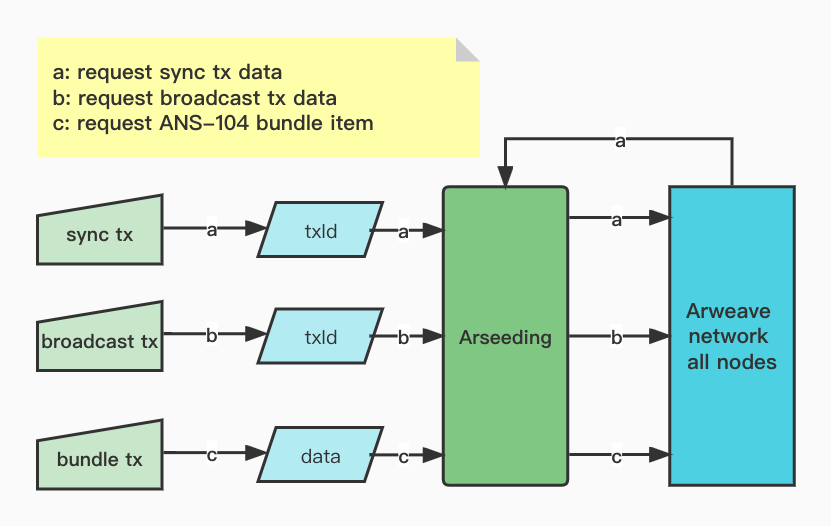 a: request sync tx data
b: request broadcast tx data
c: request ANS-104 bundle item
a
sync tx
a
txId
a
a
broadcast tx
b
txId
b
Arseeding
b
Arweave
network
all nodes
bundle tx
c
data
c
c